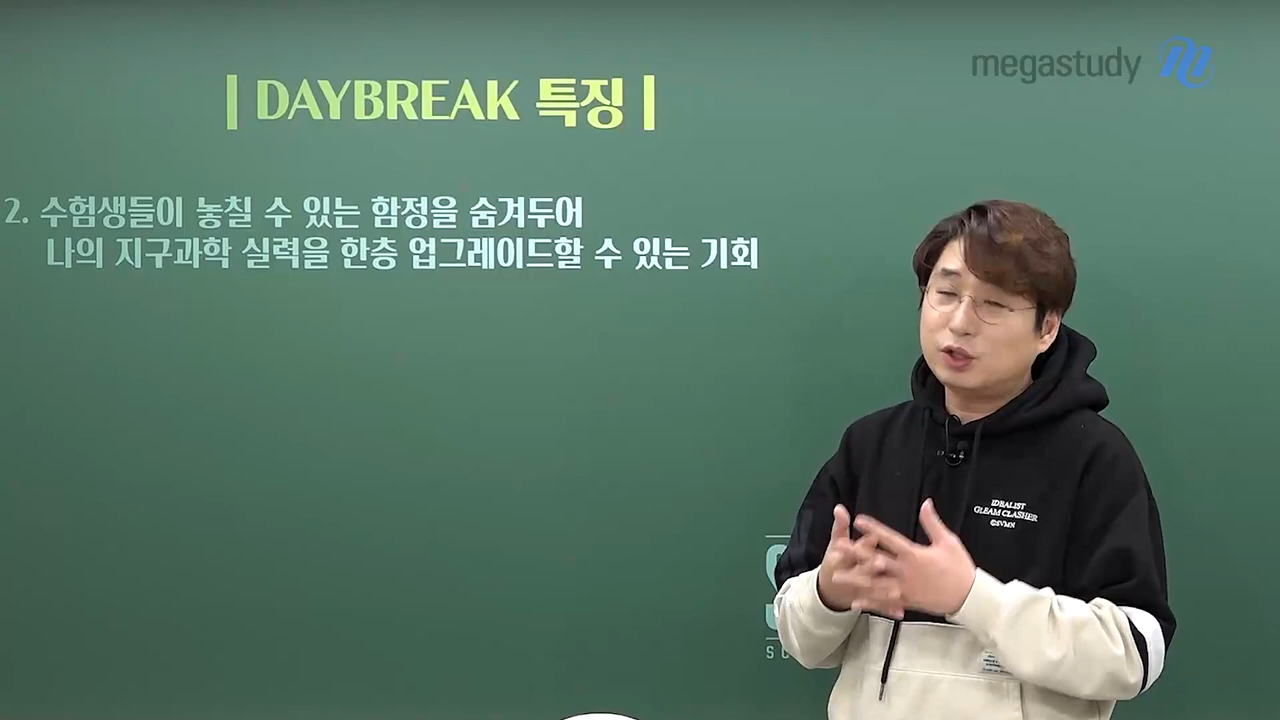 megastudy
| DAYBREAK 특징 |
2. 수험생들이 놓칠 수 있는 함정을 숨겨두어
나의 지구과학 실력을 한층 업그레이드할 수 있는 기회
IDEALIST
GLEAM CLASHER
©SVMN